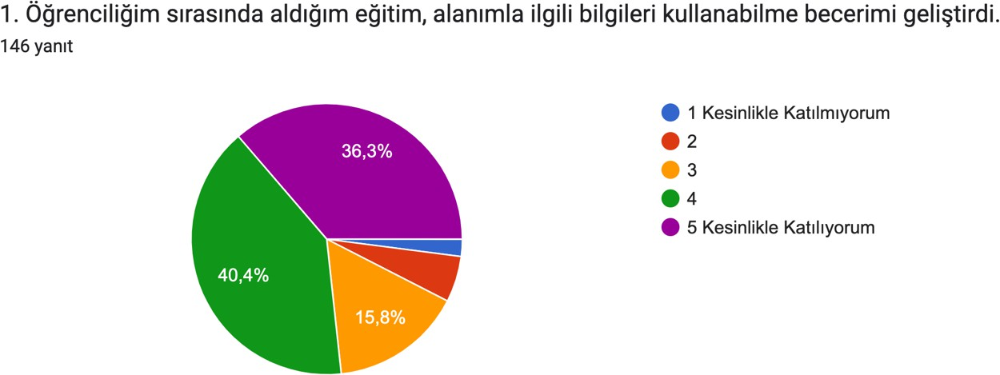 1. Öğrenciliğim sırasında aldığım eğitim, alanımla ilgili bilgileri kullanabilme becerimi geliştirdi.
146 yanıt
36,3%
40,4%
15,8%
1 Kesinlikle Katılmıyorum
2
3
4
5 Kesinlikle Katılıyorum